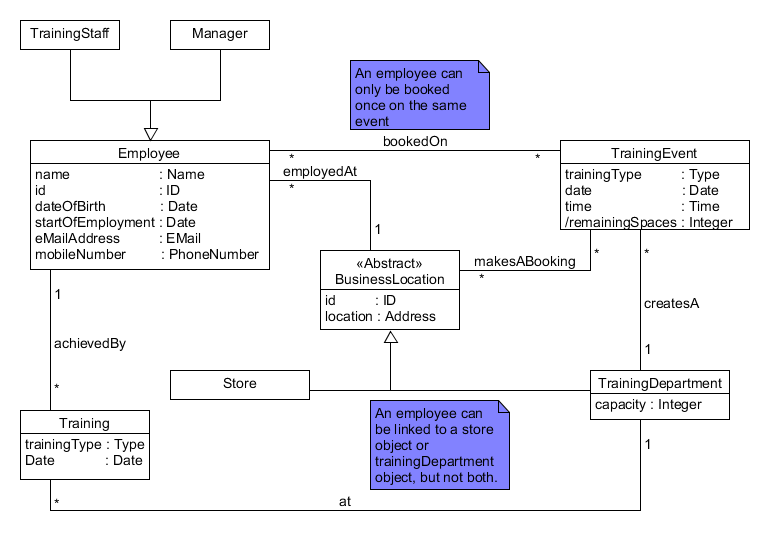 TrainingStaff
Manager
An employee can
only be booked
once on the same
event
Employee
name : Name
id : ID
dateOfBirth : Date
startOfEmployment : Date
eMailAddress : EMail
mobileNumber : PhoneNumber
bookedOn
*
*
TrainingEvent
trainingType : Type
date : Date
time : Time
/remainingSpaces : Integer
employedAt
*
1
«Abstract»
BusinessLocation
id : ID
location : Address
makesABooking
*
*
*
createsA
1
1
achievedBy
*
Store
TrainingDepartment
capacity : Integer
An employee can
be linked to a store
object or
trainingDepartment
object, but not both.
Training
trainingType : Type
Date : Date
1
*
at